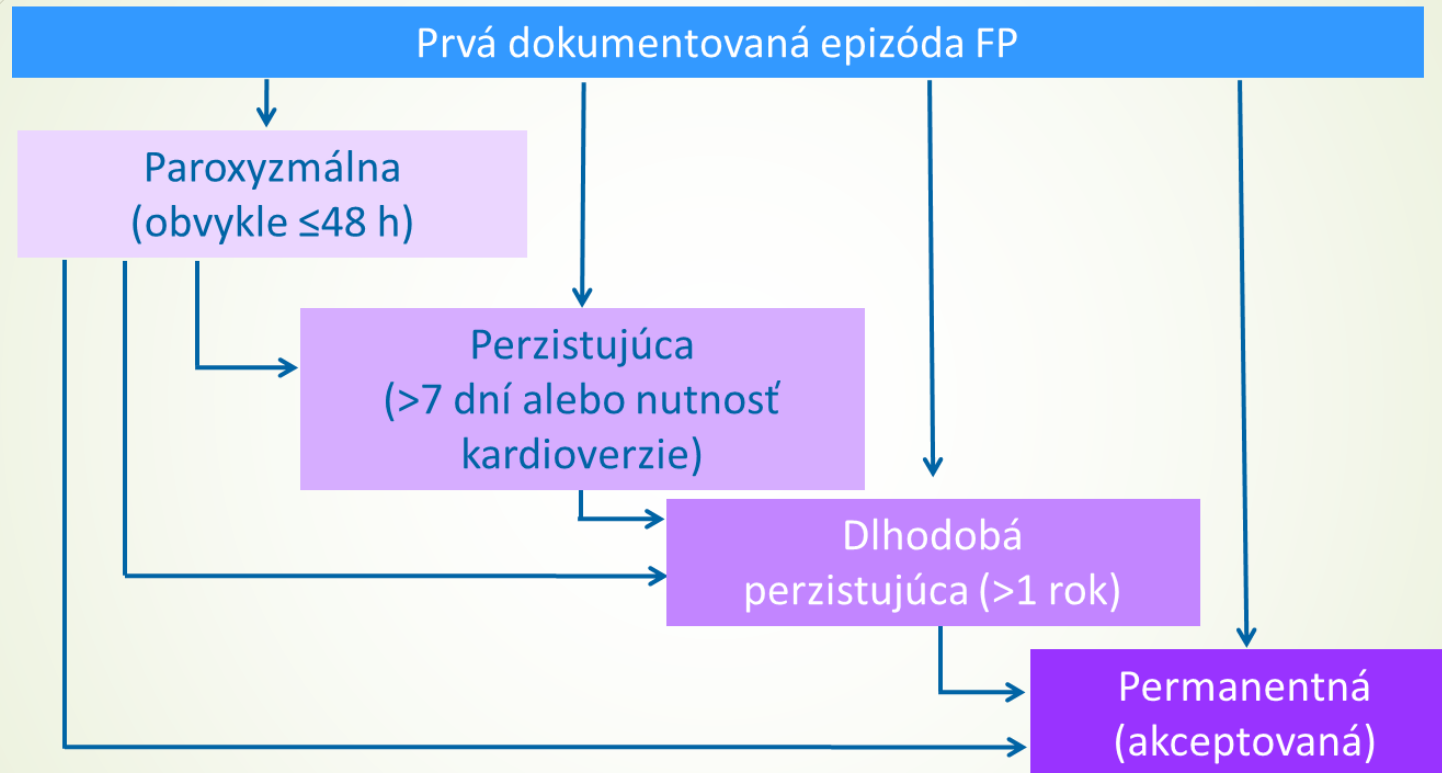 Prvá dokumentovaná epizóda FP
Paroxyzmálna
(obvykle ≤48 h)
Perzistujúca
(>7 dní alebo nutnosť
kardioverzie)
Dlhodobá
perzistujúca (>1 rok)
Permanentná
(akceptovaná)